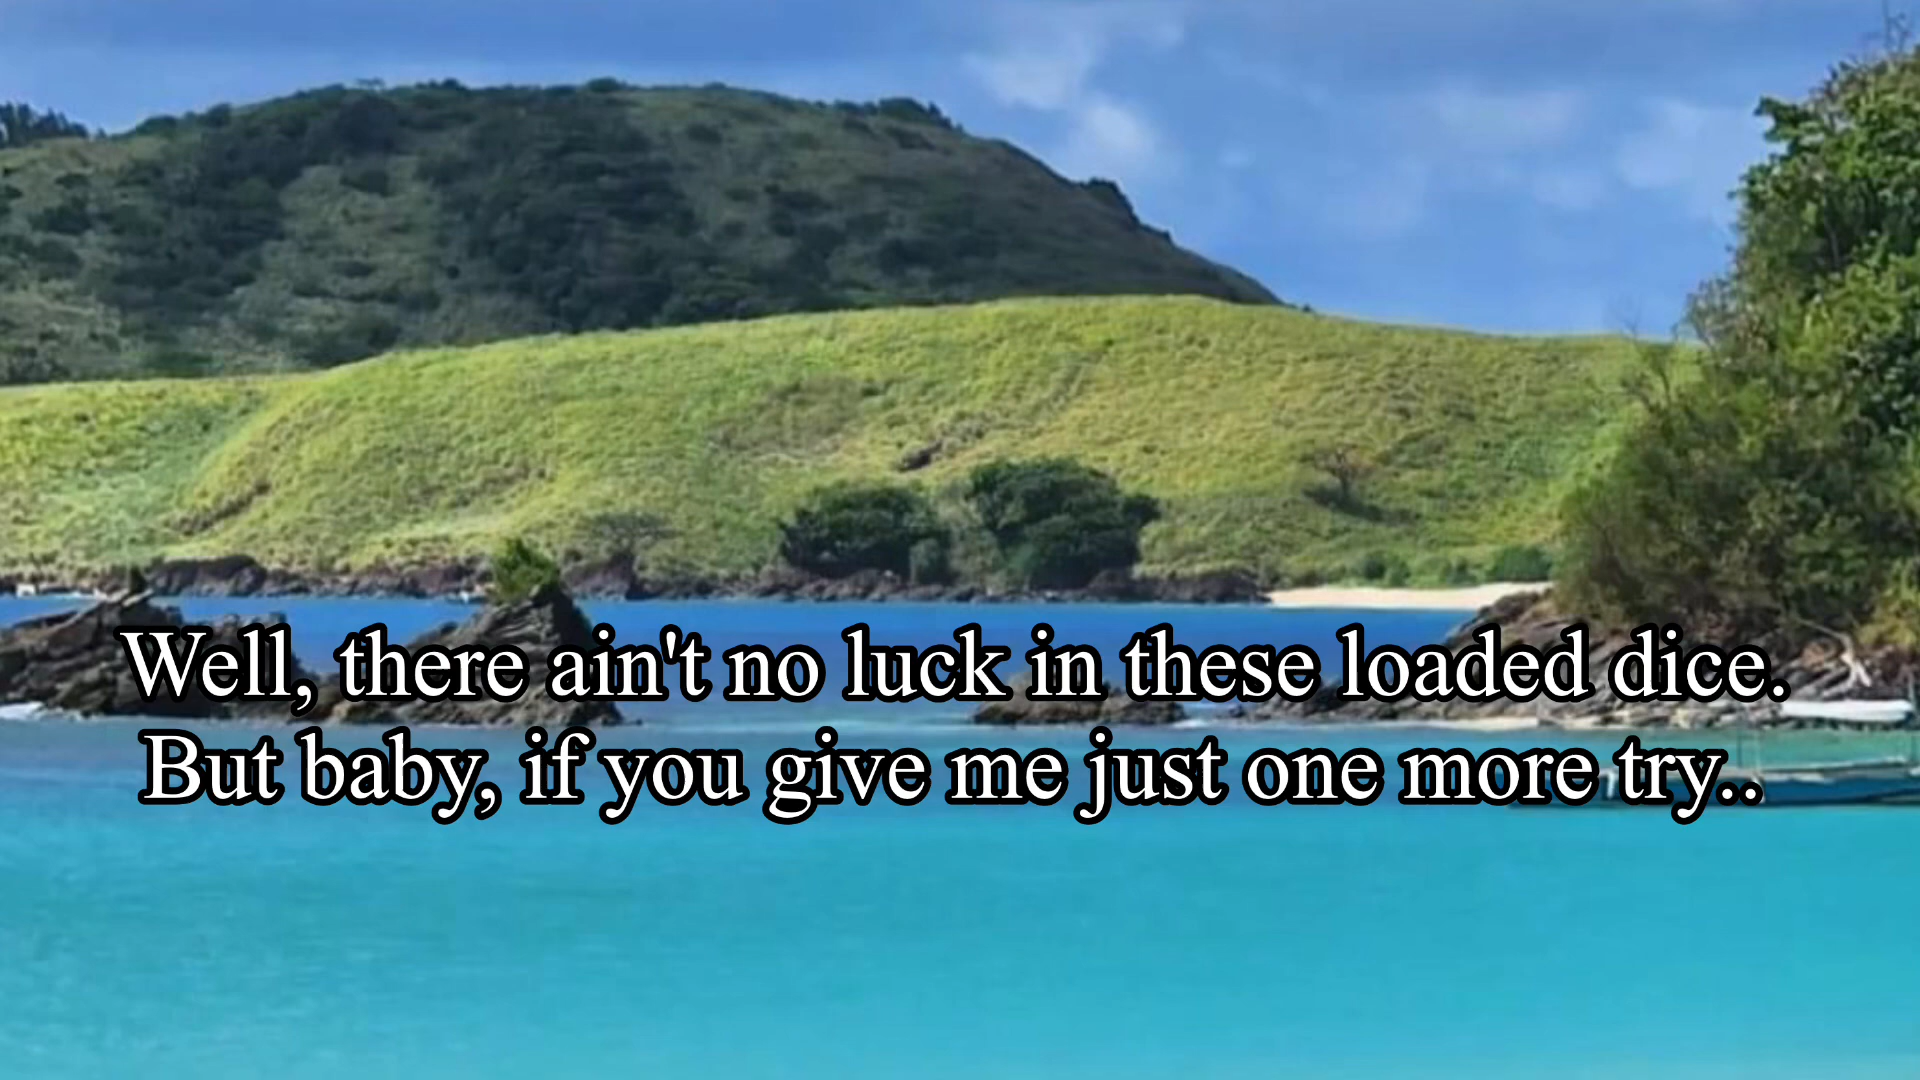 Well, there ain't no luck in these loaded dice.
But baby, if you give me just one more try..